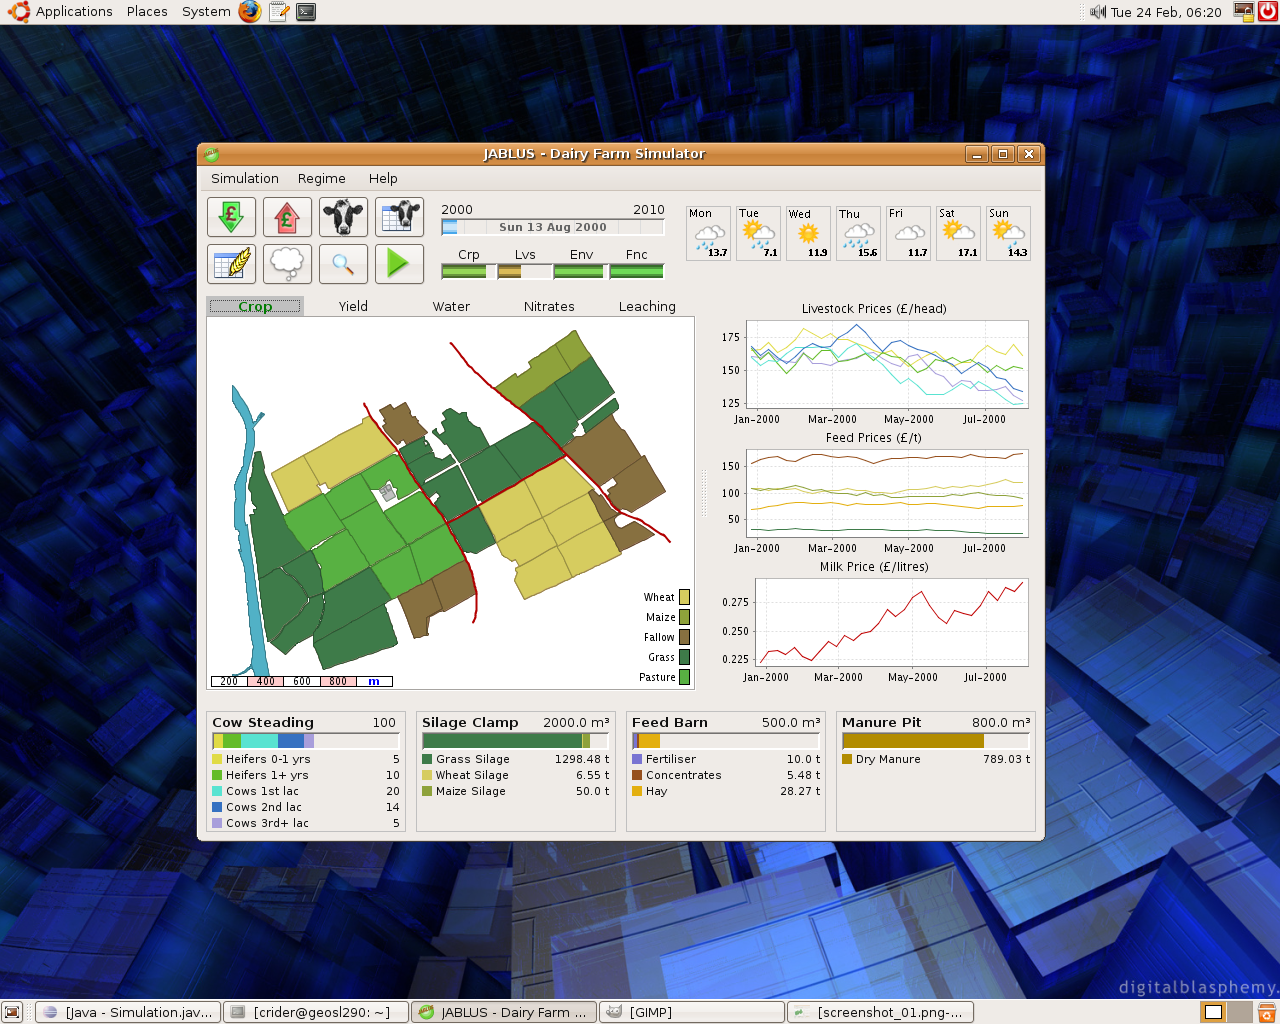 Applications Places System Tue 24 Feb, 06:20
JABLUS - Dairy Farm Simulator
Simulation Regime Help
2000 2010
Sun 13 Aug 2000
Crp Lvs Env Fnc
Mon Tue Wed Thu Fri Sat Sun
13.7 7.1 11.9 15.6 11.7 17.1 14.3
Crop Yield Water Nitrates Leaching
Wheat
Maize
Fallow
Grass
Pasture
200 400 600 800 m
Livestock Prices (£/head)
175
150
125
Jan-2000 Mar-2000 May-2000 Jul-2000
Feed Prices (£/t)
150
100
50
Jan-2000 Mar-2000 May-2000 Jul-2000
Milk Price (£/litres)
0.275
0.250
0.225
Jan-2000 Mar-2000 May-2000 Jul-2000
Cow Steading 100
Heifers 0-1 yrs 5
Heifers 1+ yrs 10
Cows 1st lac 20
Cows 2nd lac 14
Cows 3rd+ lac 5
Silage Clamp 2000.0 m³
Grass Silage 1298.48 t
Wheat Silage 6.55 t
Maize Silage 50.0 t
Feed Barn 500.0 m³
Fertiliser 10.0 t
Concentrates 5.48 t
Hay 28.27 t
Manure Pit 800.0 m³
Dry Manure 789.03 t
digitalblasphemy.
[Java - Simulation.jav... [crider@geosl290: ~] JABLUS - Dairy Farm ... [GIMP] [screenshot_01.png-...